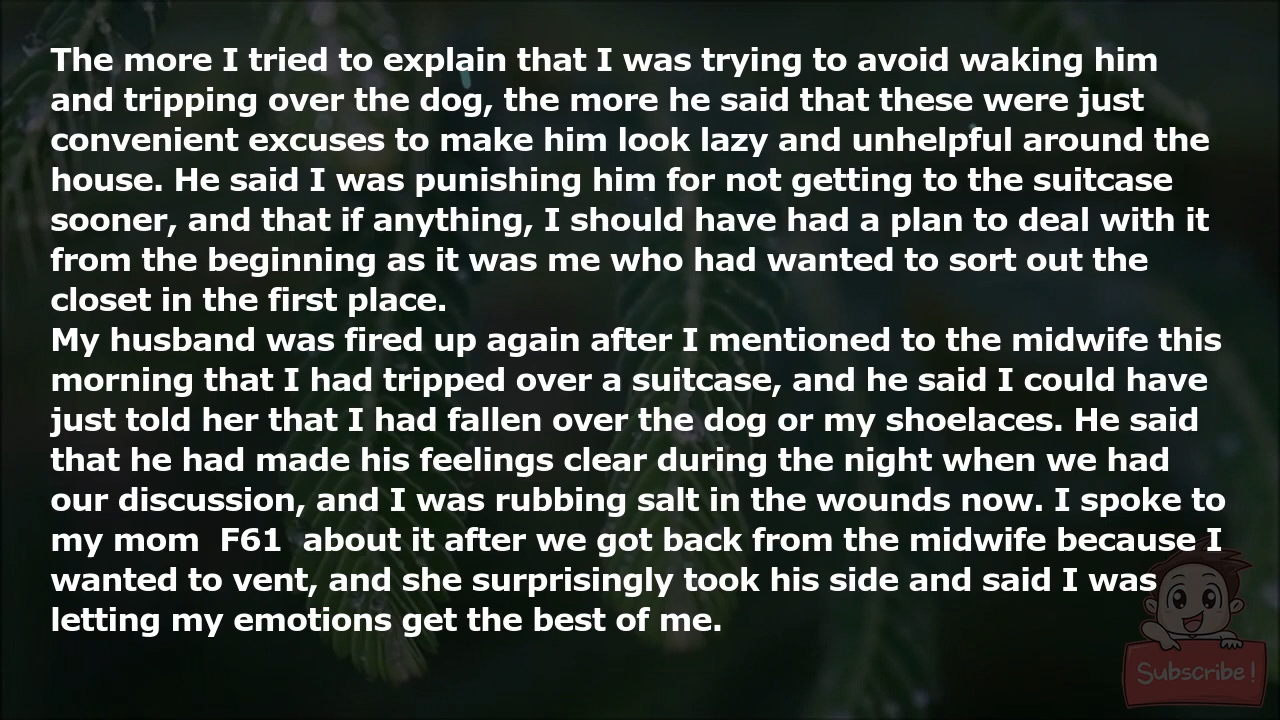 The more I tried to explain that I was trying to avoid waking him
and tripping over the dog, the more he said that these were just
convenient excuses to make him look lazy and unhelpful around the
house. He said I was punishing him for not getting to the suitcase
sooner, and that if anything, I should have had a plan to deal with it
from the beginning as it was me who had wanted to sort out the
closet in the first place.
My husband was fired up again after I mentioned to the midwife this
morning that I had tripped over a suitcase, and he said I could have
just told her that I had fallen over the dog or my shoelaces. He said
that he had made his feelings clear during the night when we had
our discussion, and I was rubbing salt in the wounds now. I spoke to
my mom  F61  about it after we got back from the midwife because I
wanted to vent, and she surprisingly took his side and said I was
letting my emotions get the best of me.
Subscribe!